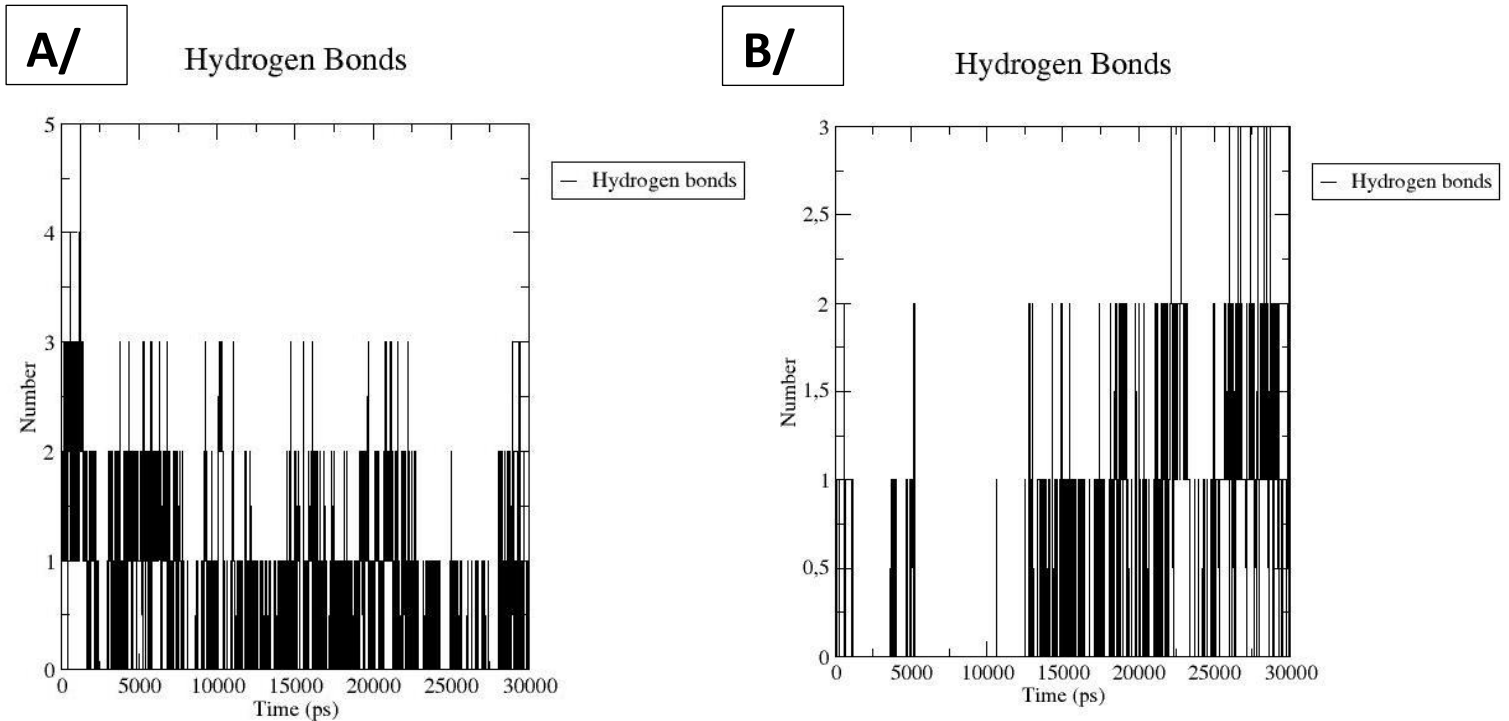 A/
Hydrogen Bonds
5
4
3
2
1
0
Number
0 5000 10000 15000 20000 25000 30000
Time (ps)
Hydrogen bonds
B/
Hydrogen Bonds
3
2,5
2
1,5
1
0,5
0
Number
0 5000 10000 15000 20000 25000 30000
Time (ps)
Hydrogen bonds